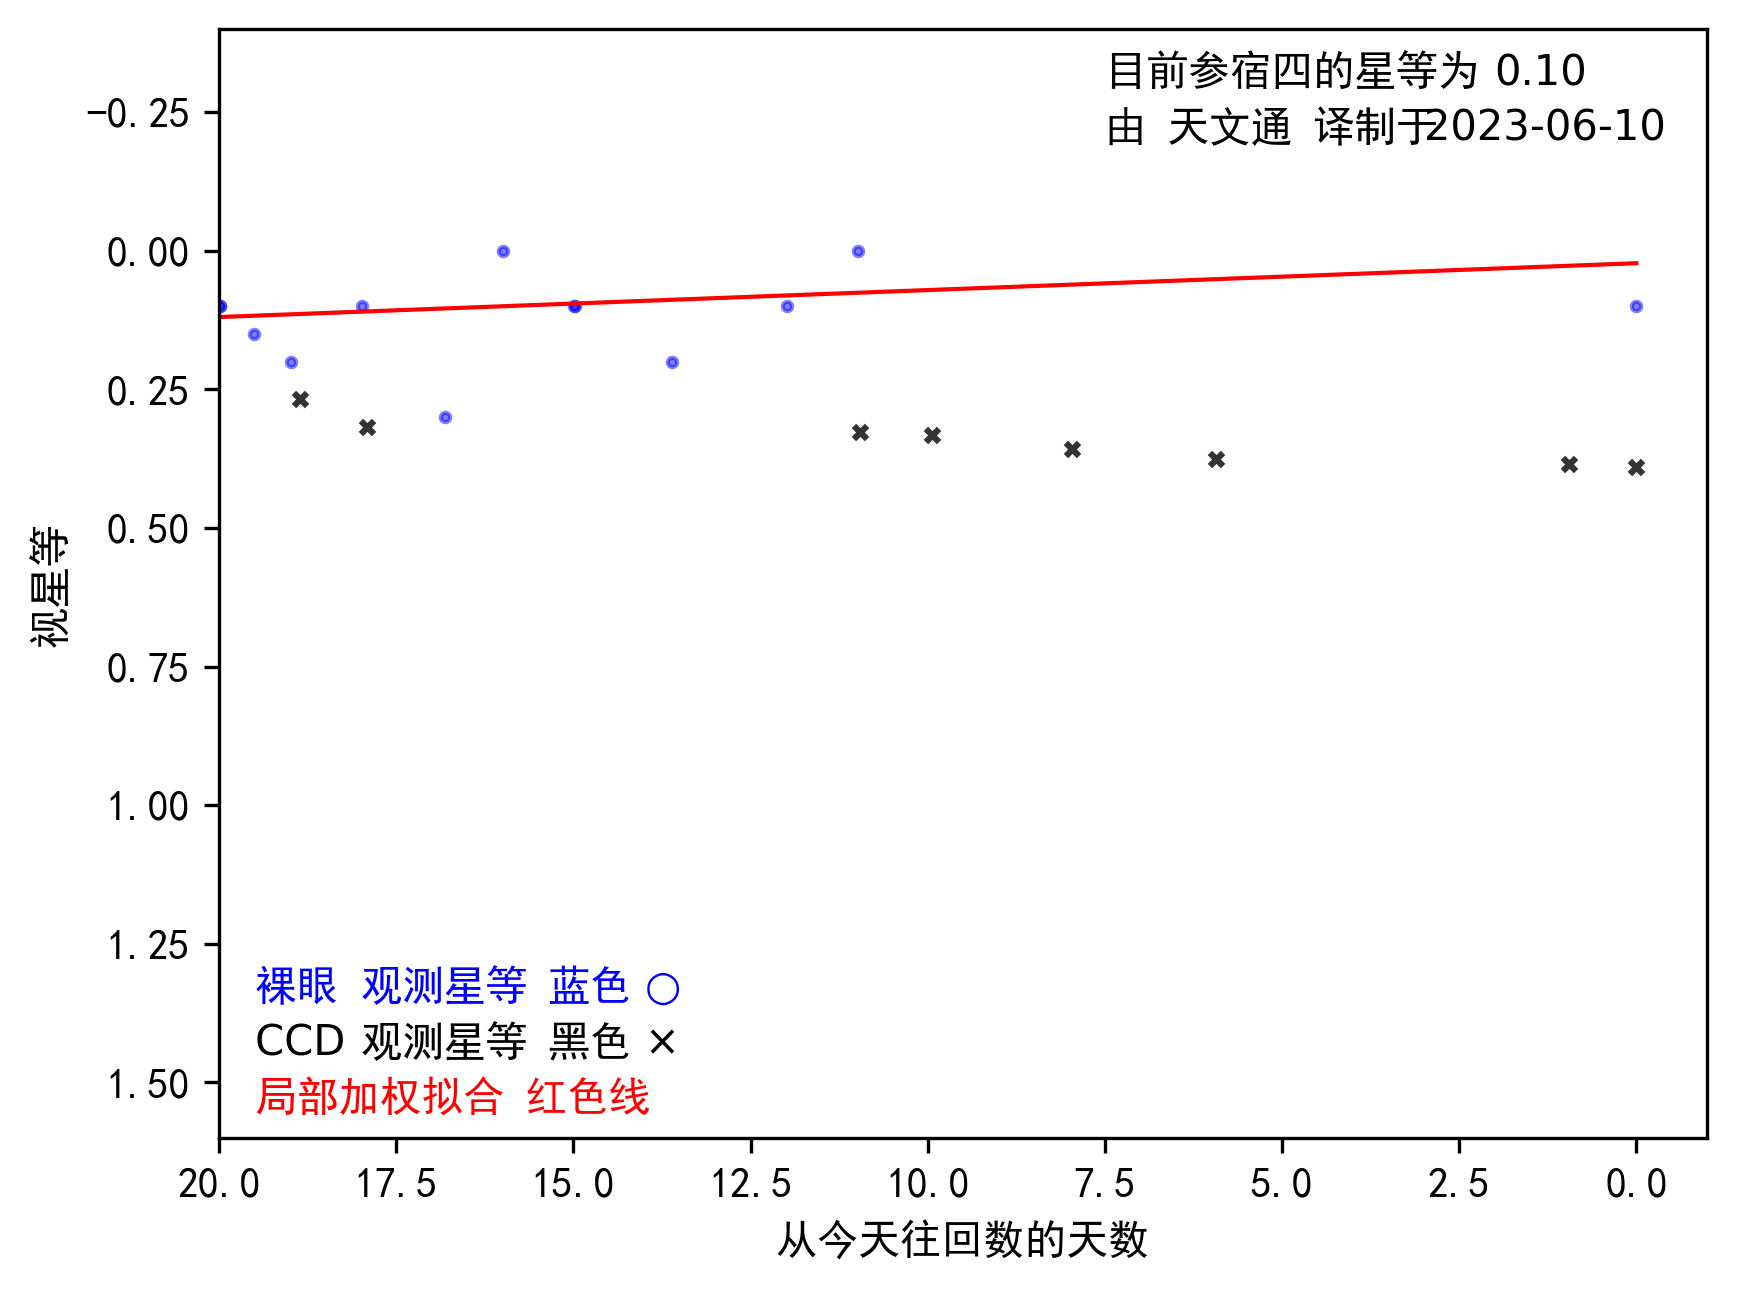 目前参宿四的星等为 0.10
由 天文通 译制于2023-06-10
-0.25
0.00
0.25
0.50
0.75
1.00
1.25
1.50
视星等
裸眼 观测星等 蓝色 ○
CCD 观测星等 黑色 ×
局部加权拟合 红色线
20.0 17.5 15.0 12.5 10.0 7.5 5.0 2.5 0.0
从今天往回数的天数